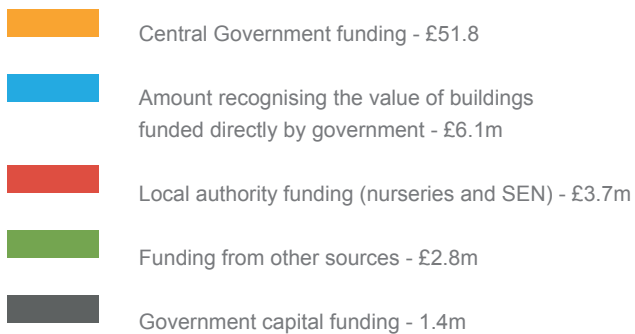 Central Government funding - £51.8
Amount recognising the value of buildings
funded directly by government - £6.1m
Local authority funding (nurseries and SEN) - £3.7m
Funding from other sources - £2.8m
Government capital funding - 1.4m